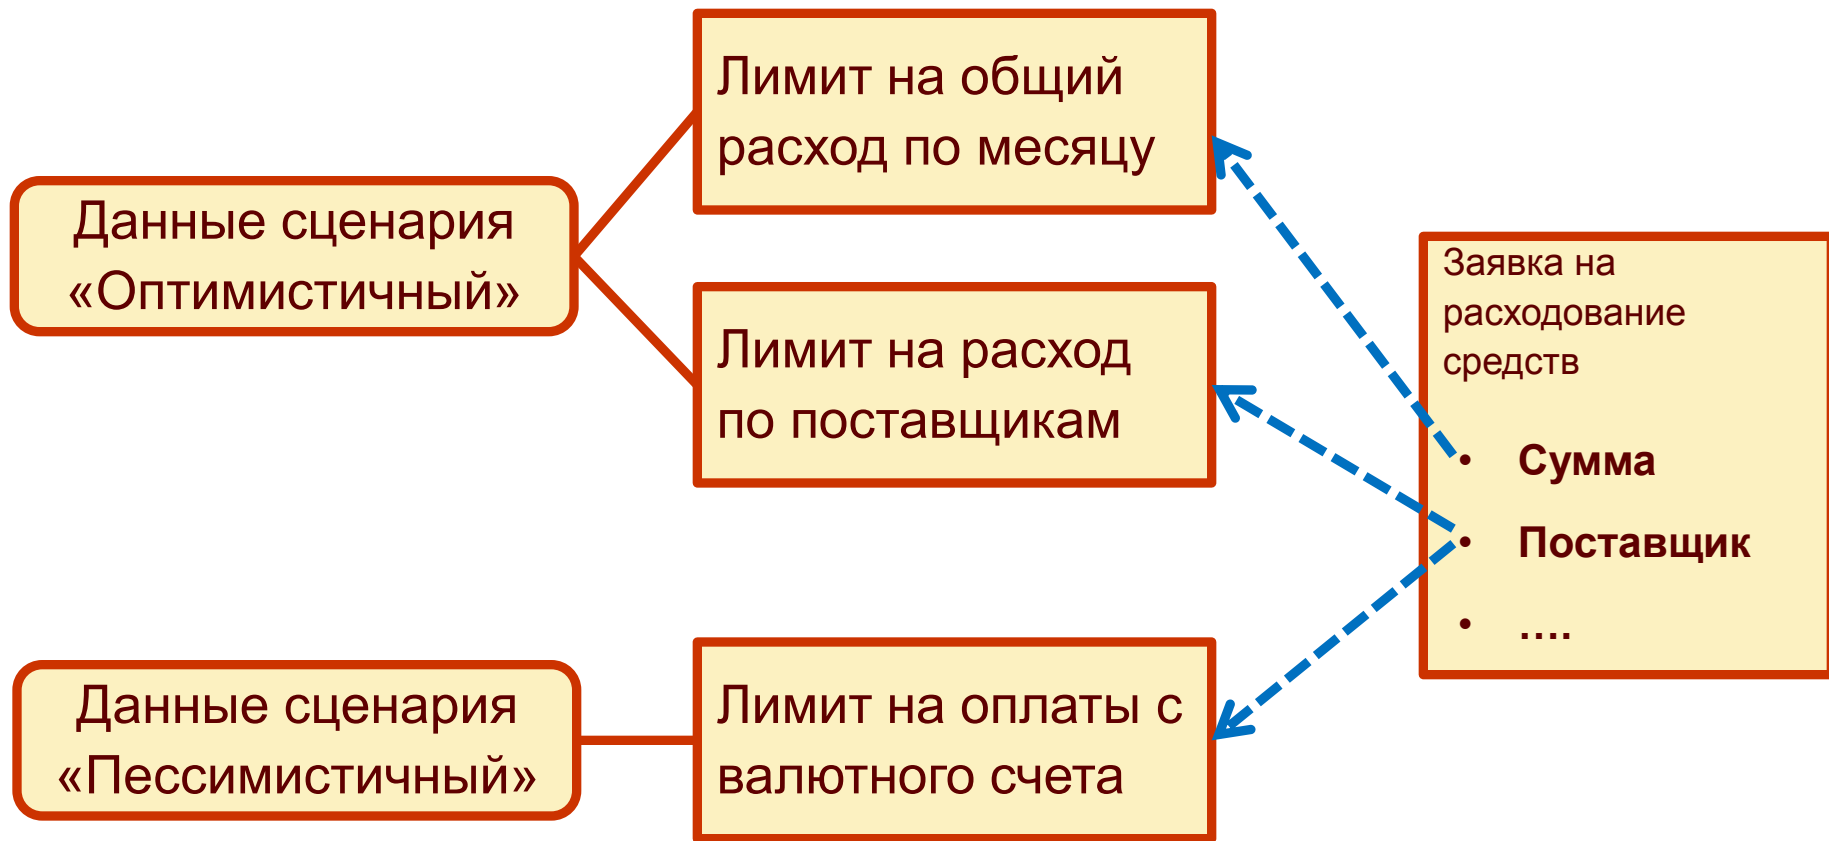 Лимит на общий
расход по месяцу
Данные сценария
«Оптимистичный»
Лимит на расход
по поставщикам
Заявка на
расходование
средств
• Сумма
• Поставщик
• ....
Данные сценария
«Пессимистичный»
Лимит на оплаты с
валютного счета